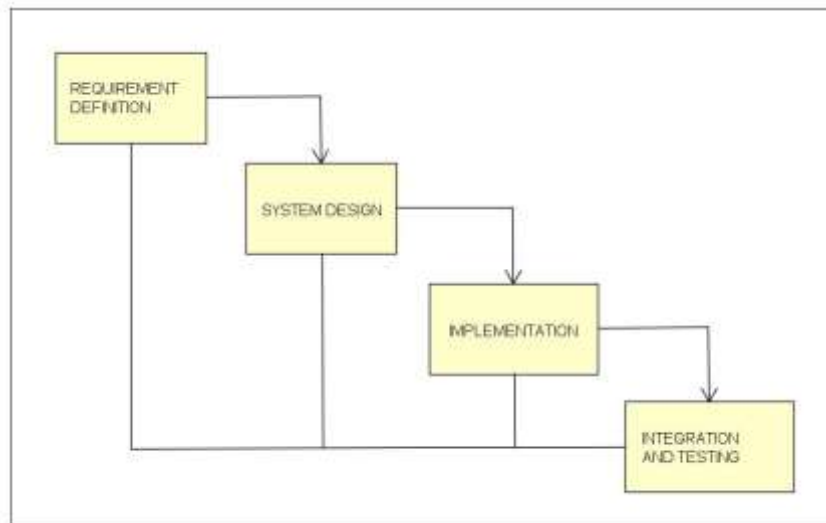 REQUIREMENT
DEFINITION
SYSTEM DESIGN
IMPLEMENTATION
INTEGRATION
AND TESTING